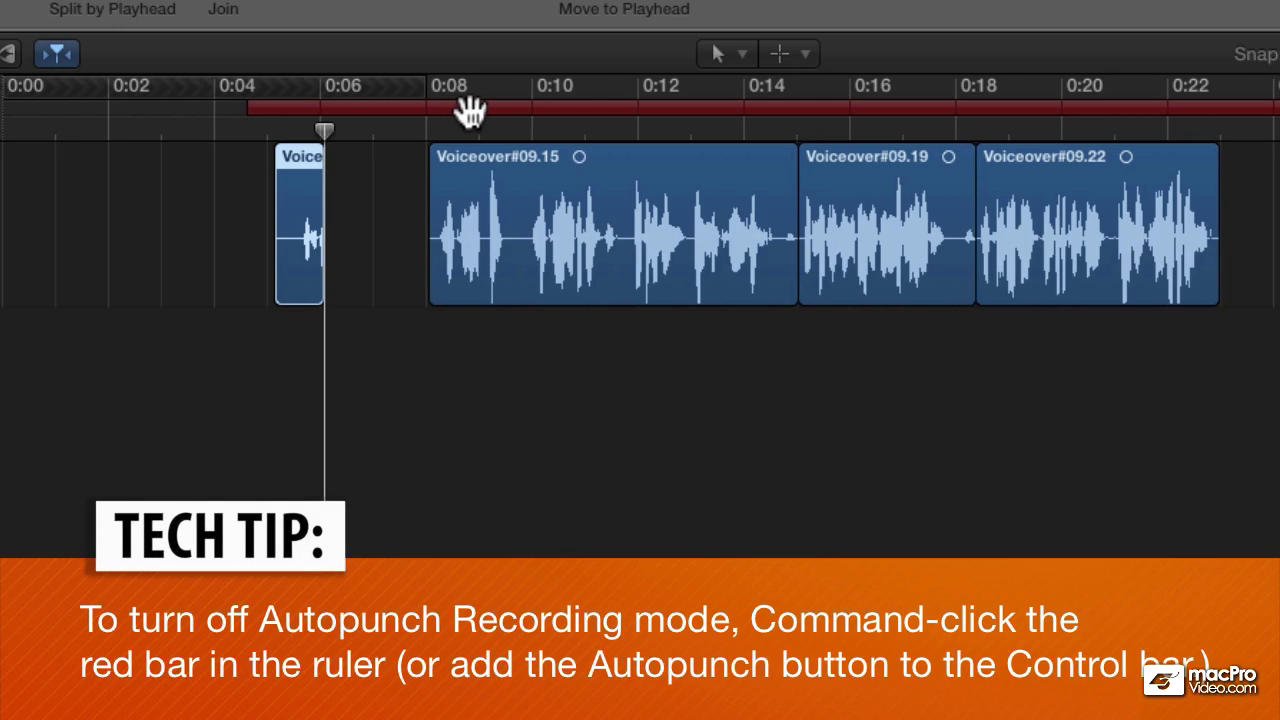 Split by Playhead Join Move to Playhead
Snap
0:00 0:02 0:04 0:06 0:08 0:10 0:12 0:14 0:16 0:18 0:20 0:22
Voice Voiceover#09.15 Voiceover#09.19 Voiceover#09.22
TECH TIP:
To turn off Autopunch Recording mode, Command-click the
red bar in the ruler (or add the Autopunch button to the Control bar.)
macPro
Video.com